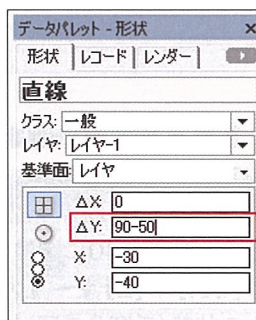 データパレット - 形状 ×
形状 レコード レンダー
直線
クラス: 一般
レイヤ: レイヤ-1
基準面: レイヤ
ΔX: 0
ΔY: 90-50
X: -30
Y: -40